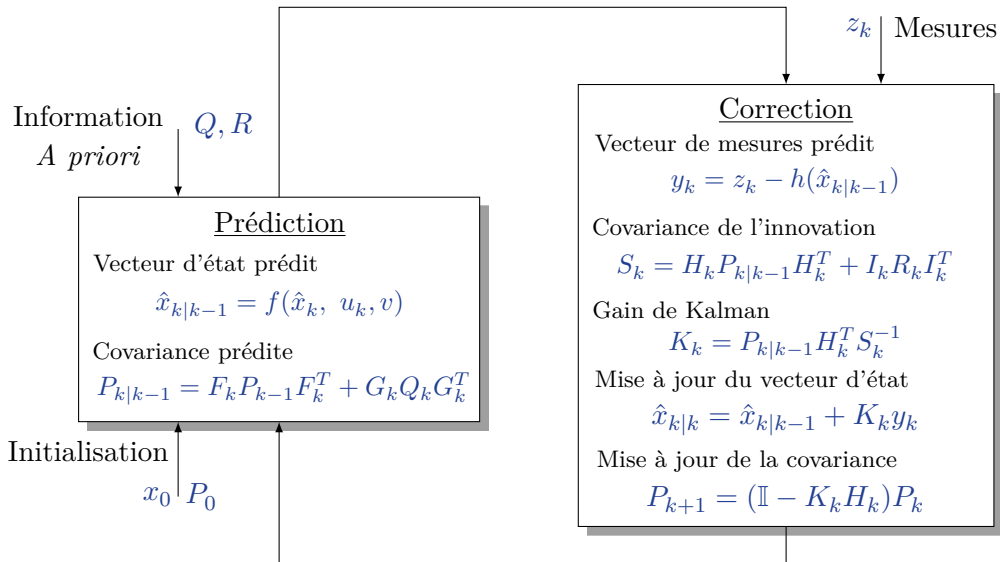 Information
A priori
Q, R
Prédiction
Vecteur d'état prédit
x̂_{k|k−1} = f(x̂_k, u_k, v)
Covariance prédite
P_{k|k−1} = F_k P_{k−1} F_k^T + G_k Q_k G_k^T
Initialisation
x_0 P_0
z_k Mesures
Correction
Vecteur de mesures prédit
y_k = z_k − h(x̂_{k|k−1})
Covariance de l'innovation
S_k = H_k P_{k|k−1} H_k^T + I_k R_k I_k^T
Gain de Kalman
K_k = P_{k|k−1} H_k^T S_k^{−1}
Mise à jour du vecteur d'état
x̂_{k|k} = x̂_{k|k−1} + K_k y_k
Mise à jour de la covariance
P_{k+1} = (𝕀 − K_k H_k) P_k